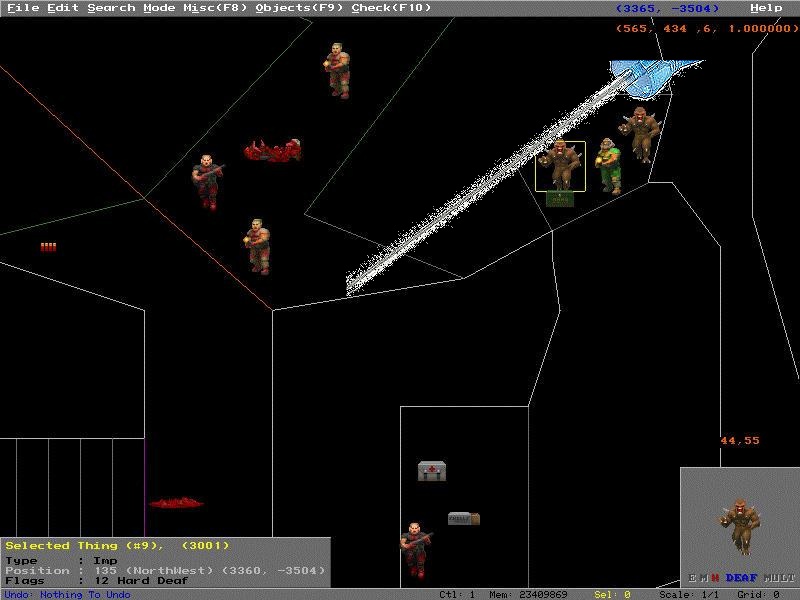 File Edit Search Mode Misc(F8) Objects(F9) Check(F10) (3365, -3504) Help
(565, 434 ,6, 1.000000)
44,55
Selected Thing (#9), (3001)
Type : Imp
Position : 135 (NorthWest) (3360, -3504)
Flags : 12 Hard Deaf
E M H DEAF MULT
Undo: Nothing To Undo Ctl: 1 Mem: 23409869 Sel: 0 Scale: 1/1 Grid: 0